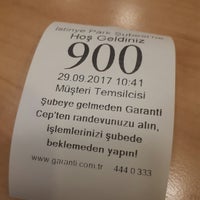 İstinye Park Şubemize
Hoş Geldiniz
900
29.09.2017 10:41
Müşteri Temsilcisi
Şubeye gelmeden Garanti
Cep'ten randevunuzu alın,
işlemlerinizi şubede
beklemeden yapın!
www.garanti.com.tr 444 0 333